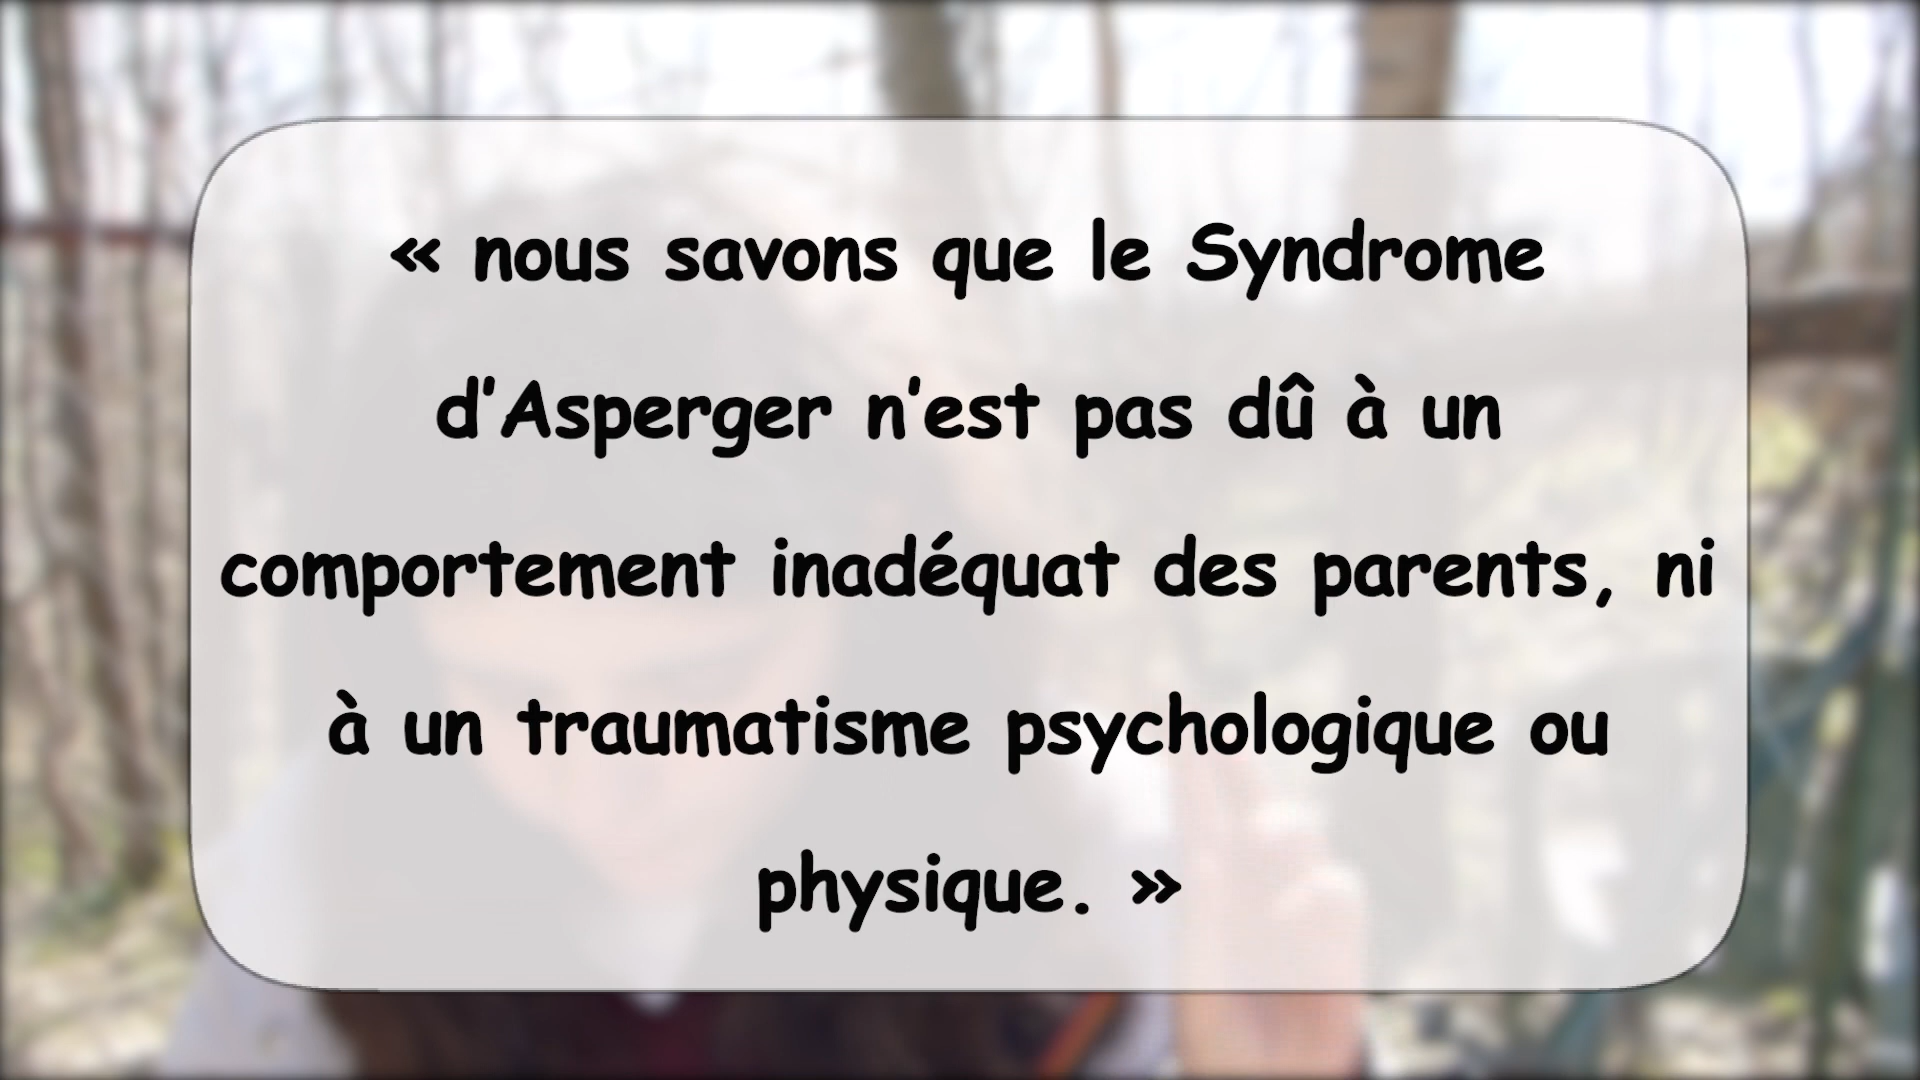 « nous savons que le Syndrome
d’Asperger n’est pas dû à un
comportement inadéquat des parents, ni
à un traumatisme psychologique ou
physique. »